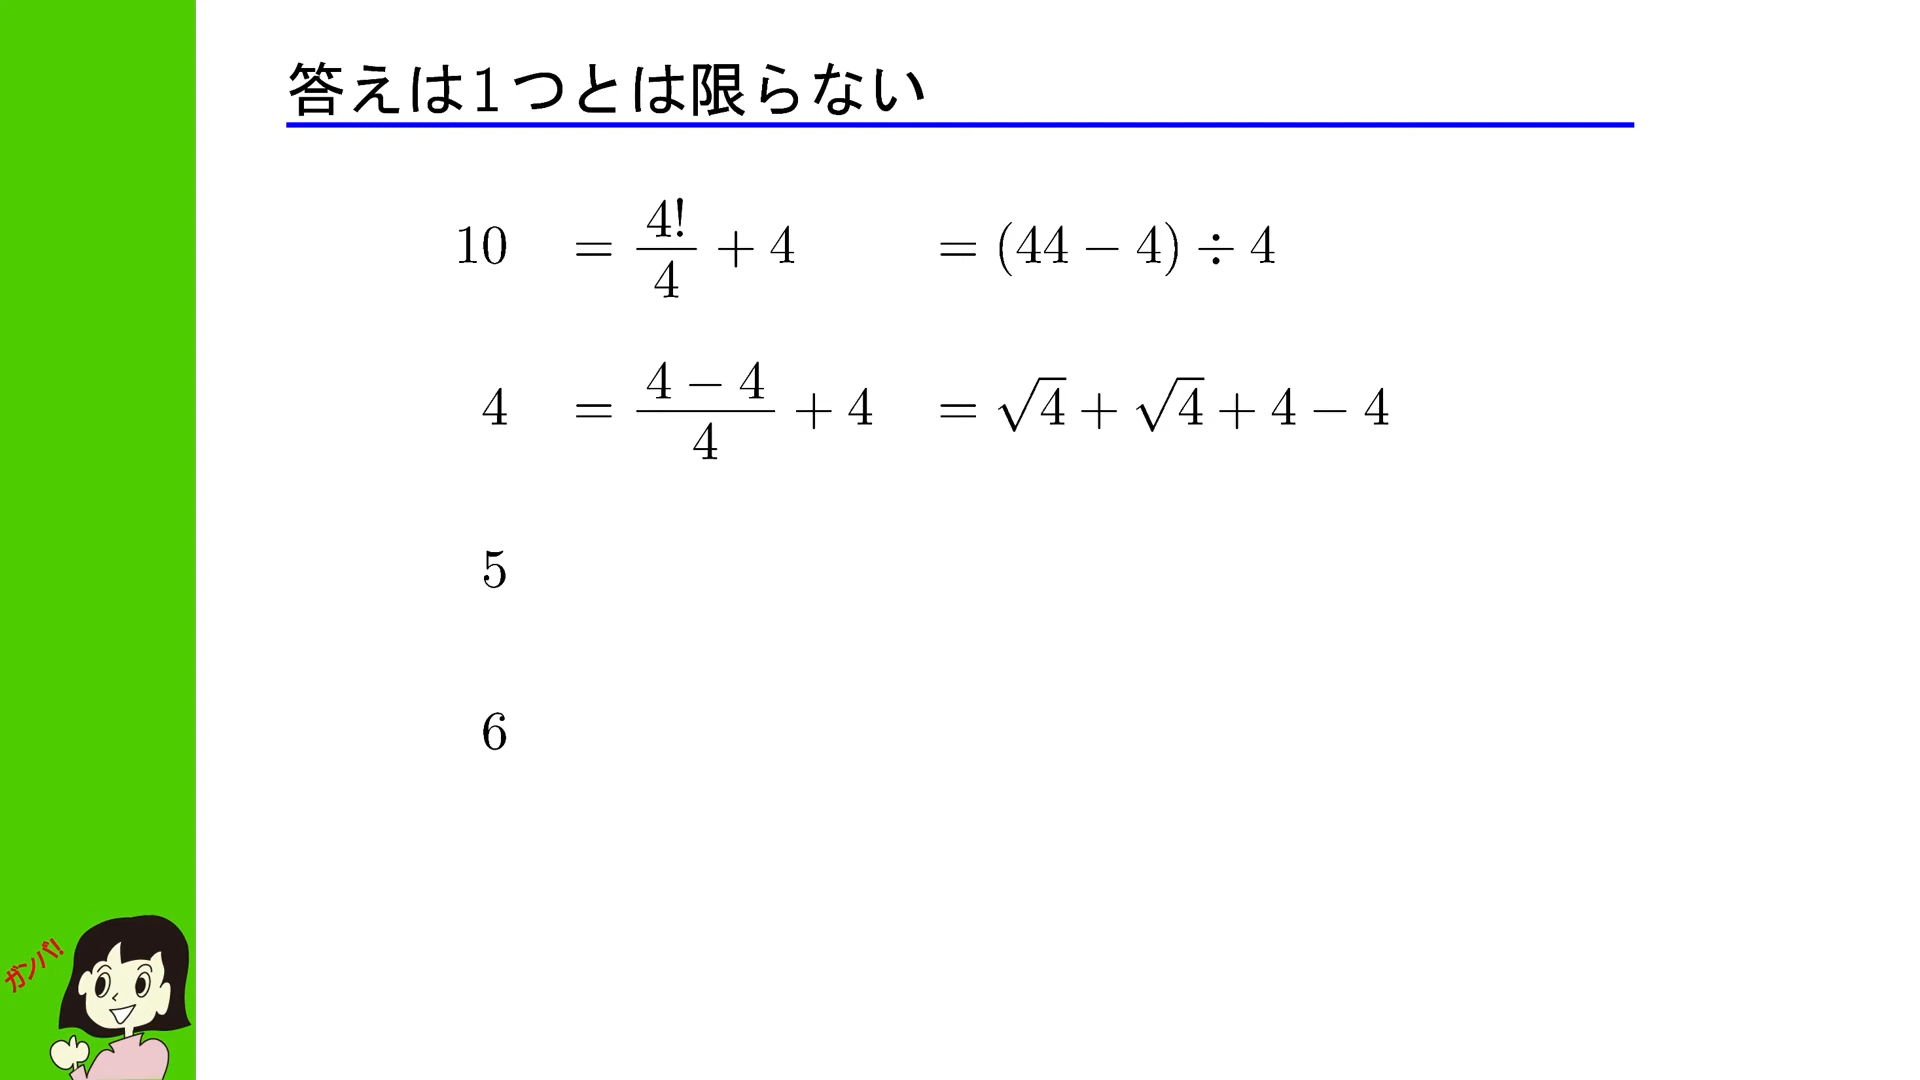 答えは1つとは限らない
10 = 4!/4 + 4 = (44 − 4) ÷ 4
4 = (4 − 4)/4 + 4 = √4 + √4 + 4 − 4
5
6
ガンバ!